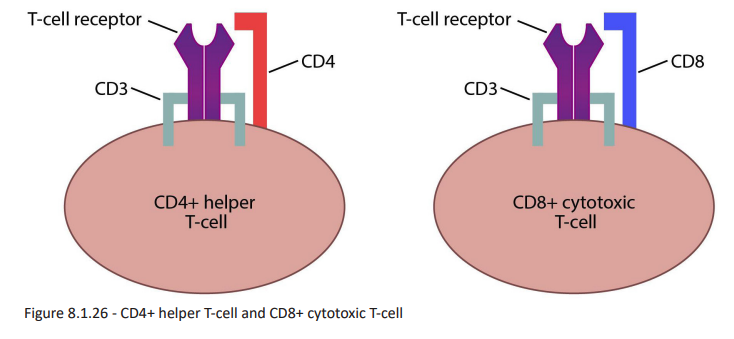 T-cell receptor
CD4
CD3
CD4+ helper
T-cell
T-cell receptor
CD8
CD3
CD8+ cytotoxic
T-cell
Figure 8.1.26 - CD4+ helper T-cell and CD8+ cytotoxic T-cell